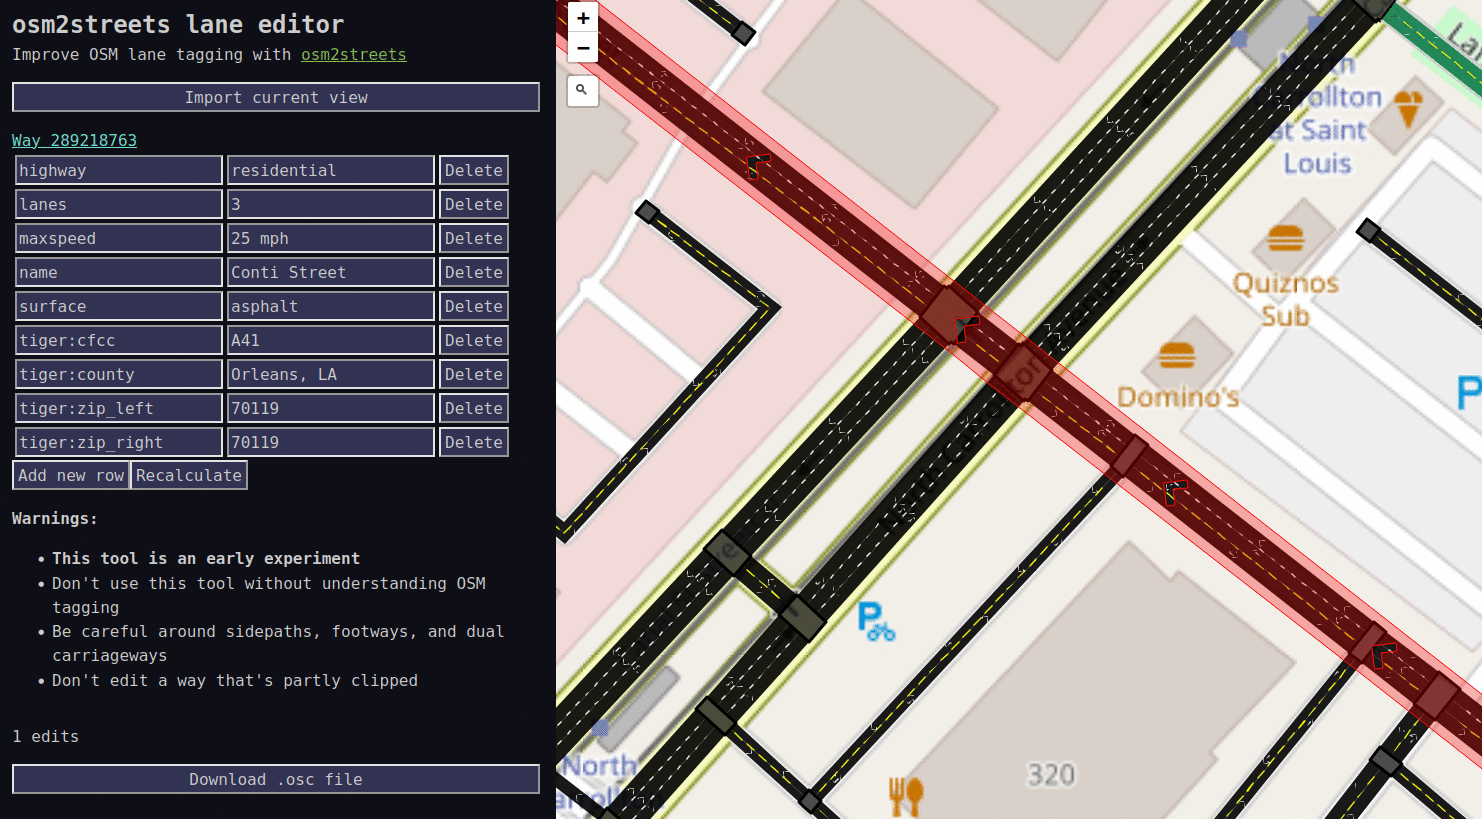 osm2streets lane editor
Improve OSM lane tagging with osm2streets
Import current view
Way 289218763
highway residential Delete
lanes 3 Delete
maxspeed 25 mph Delete
name Conti Street Delete
surface asphalt Delete
tiger:cfcc A41 Delete
tiger:county Orleans, LA Delete
tiger:zip_left 70119 Delete
tiger:zip_right 70119 Delete
Add new row Recalculate
Warnings:
• This tool is an early experiment
• Don't use this tool without understanding OSM
tagging
• Be careful around sidepaths, footways, and dual
carriageways
• Don't edit a way that's partly clipped
1 edits
Download .osc file
+
−
North
Carrollton
at Saint
Louis
Quiznos
Sub
Domino's
P
P
320
North